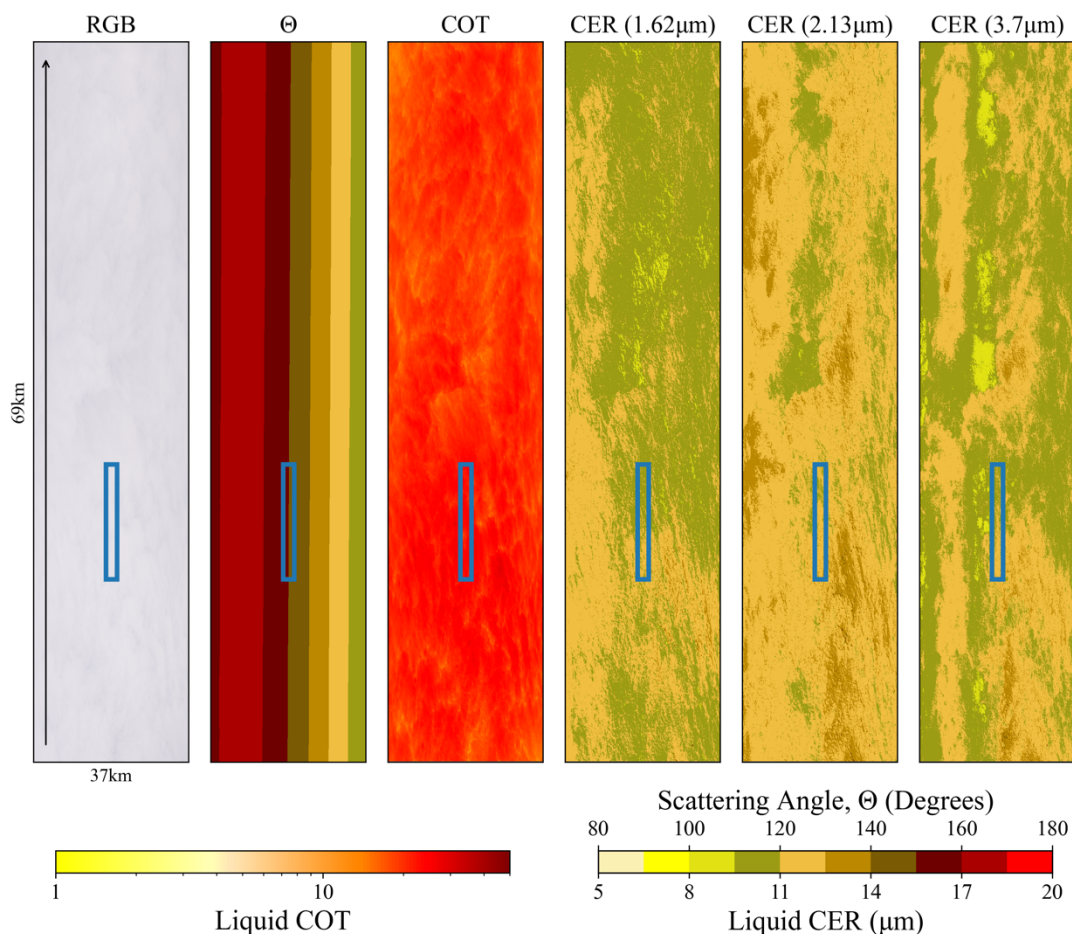 RGB
Θ
COT
CER (1.62μm)
CER (2.13μm)
CER (3.7μm)
69km
37km
Scattering Angle, Θ (Degrees)
80 100 120 140 160 180
1 10
5 8 11 14 17 20
Liquid COT
Liquid CER (μm)